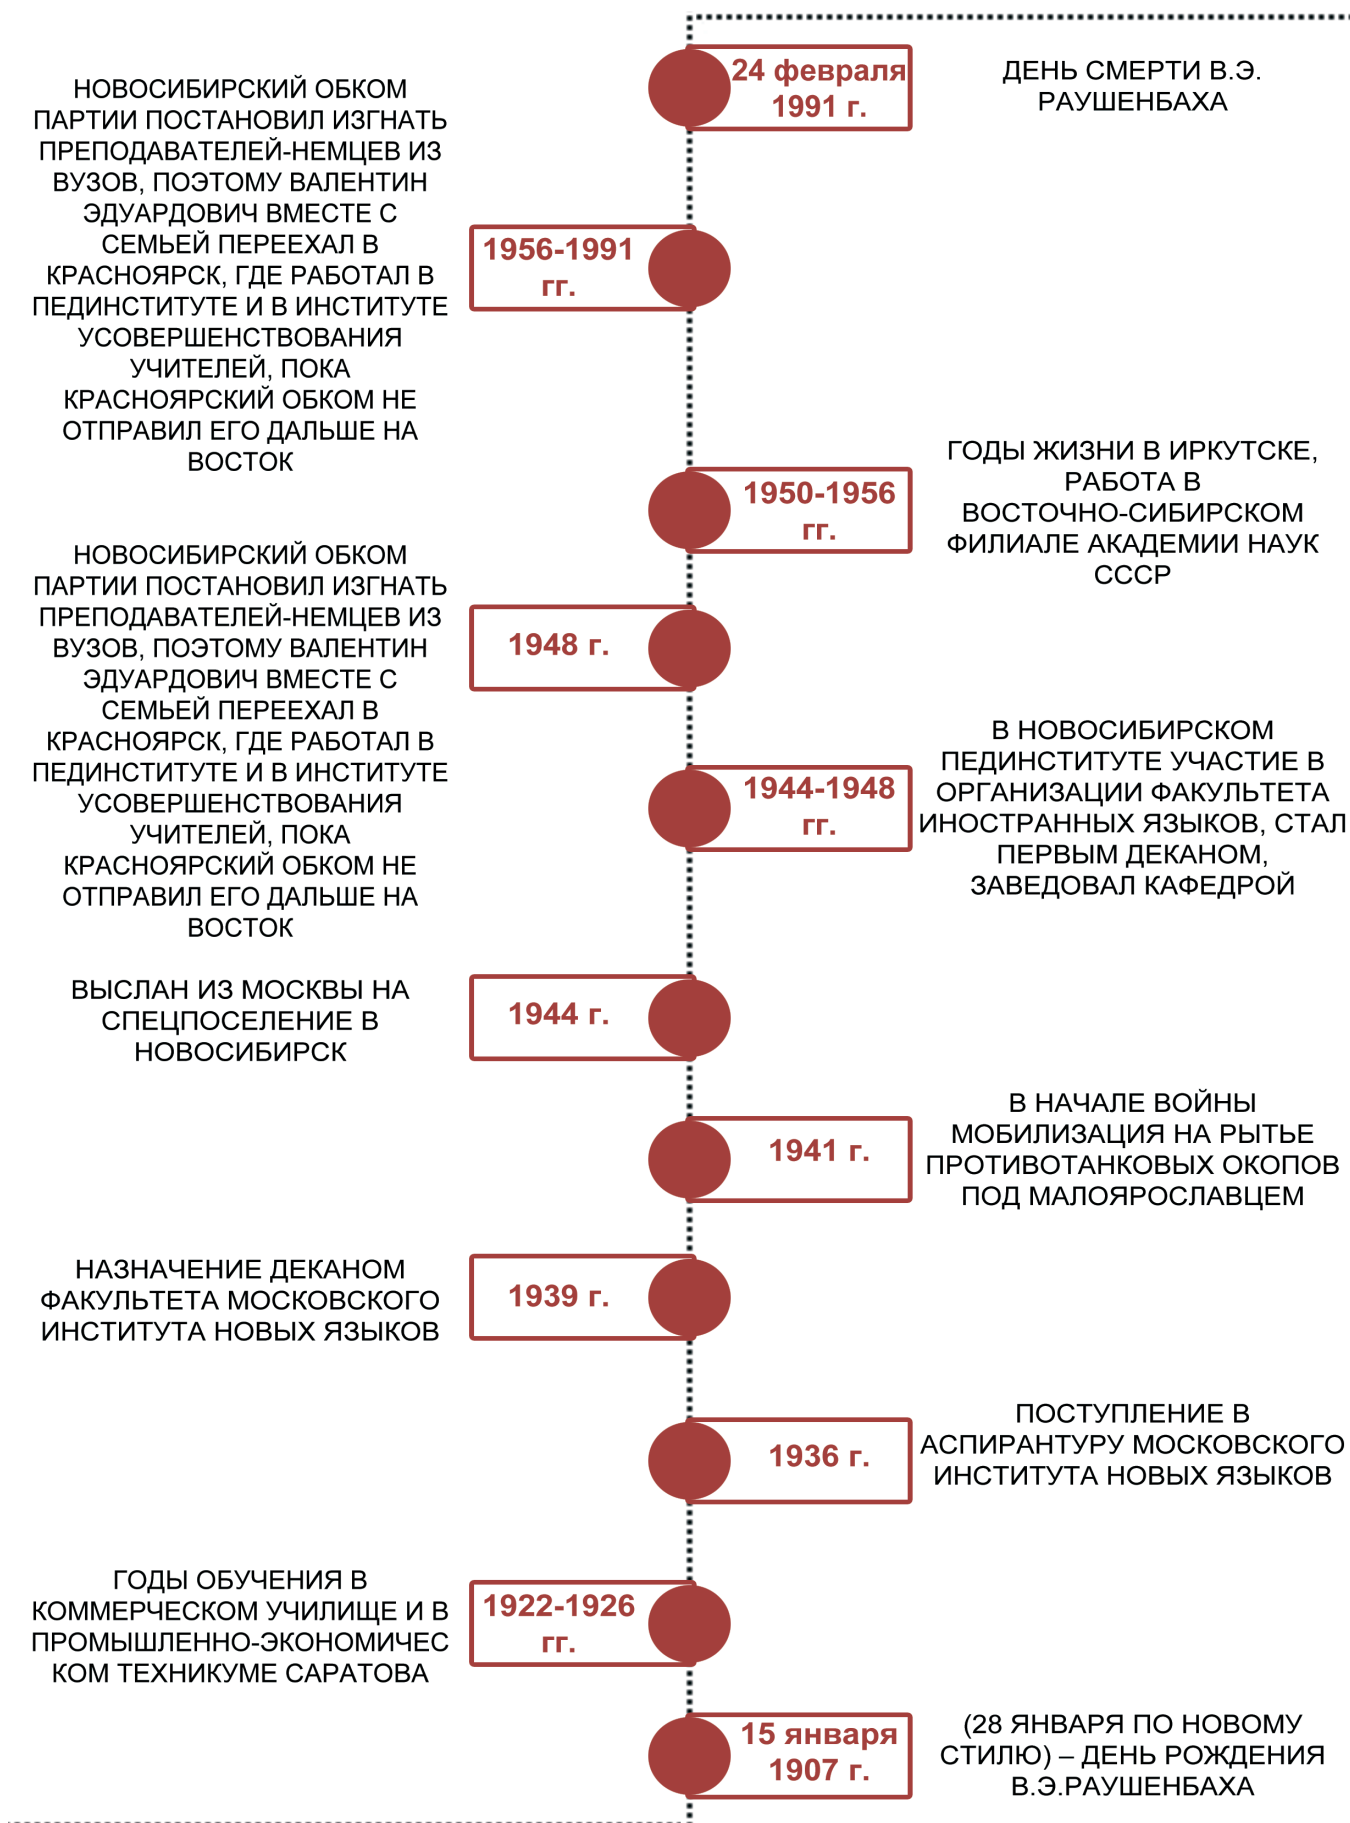 24 февраля
1991 г.
ДЕНЬ СМЕРТИ В.Э.
РАУШЕНБАХА
НОВОСИБИРСКИЙ ОБКОМ
ПАРТИИ ПОСТАНОВИЛ ИЗГНАТЬ
ПРЕПОДАВАТЕЛЕЙ-НЕМЦЕВ ИЗ
ВУЗОВ, ПОЭТОМУ ВАЛЕНТИН
ЭДУАРДОВИЧ ВМЕСТЕ С
СЕМЬЕЙ ПЕРЕЕХАЛ В
КРАСНОЯРСК, ГДЕ РАБОТАЛ В
ПЕДИНСТИТУТЕ И В ИНСТИТУТЕ
УСОВЕРШЕНСТВОВАНИЯ
УЧИТЕЛЕЙ, ПОКА
КРАСНОЯРСКИЙ ОБКОМ НЕ
ОТПРАВИЛ ЕГО ДАЛЬШЕ НА
ВОСТОК
1956-1991
гг.
1950-1956
гг.
ГОДЫ ЖИЗНИ В ИРКУТСКЕ,
РАБОТА В
ВОСТОЧНО-СИБИРСКОМ
ФИЛИАЛЕ АКАДЕМИИ НАУК
СССР
НОВОСИБИРСКИЙ ОБКОМ
ПАРТИИ ПОСТАНОВИЛ ИЗГНАТЬ
ПРЕПОДАВАТЕЛЕЙ-НЕМЦЕВ ИЗ
ВУЗОВ, ПОЭТОМУ ВАЛЕНТИН
ЭДУАРДОВИЧ ВМЕСТЕ С
СЕМЬЕЙ ПЕРЕЕХАЛ В
КРАСНОЯРСК, ГДЕ РАБОТАЛ В
ПЕДИНСТИТУТЕ И В ИНСТИТУТЕ
УСОВЕРШЕНСТВОВАНИЯ
УЧИТЕЛЕЙ, ПОКА
КРАСНОЯРСКИЙ ОБКОМ НЕ
ОТПРАВИЛ ЕГО ДАЛЬШЕ НА
ВОСТОК
1948 г.
1944-1948
гг.
В НОВОСИБИРСКОМ
ПЕДИНСТИТУТЕ УЧАСТИЕ В
ОРГАНИЗАЦИИ ФАКУЛЬТЕТА
ИНОСТРАННЫХ ЯЗЫКОВ, СТАЛ
ПЕРВЫМ ДЕКАНОМ,
ЗАВЕДОВАЛ КАФЕДРОЙ
ВЫСЛАН ИЗ МОСКВЫ НА
СПЕЦПОСЕЛЕНИЕ В
НОВОСИБИРСК
1944 г.
1941 г.
В НАЧАЛЕ ВОЙНЫ
МОБИЛИЗАЦИЯ НА РЫТЬЕ
ПРОТИВОТАНКОВЫХ ОКОПОВ
ПОД МАЛОЯРОСЛАВЦЕМ
НАЗНАЧЕНИЕ ДЕКАНОМ
ФАКУЛЬТЕТА МОСКОВСКОГО
ИНСТИТУТА НОВЫХ ЯЗЫКОВ
1939 г.
1936 г.
ПОСТУПЛЕНИЕ В
АСПИРАНТУРУ МОСКОВСКОГО
ИНСТИТУТА НОВЫХ ЯЗЫКОВ
ГОДЫ ОБУЧЕНИЯ В
КОММЕРЧЕСКОМ УЧИЛИЩЕ И В
ПРОМЫШЛЕННО-ЭКОНОМИЧЕС
КОМ ТЕХНИКУМЕ САРАТОВА
1922-1926
гг.
15 января
1907 г.
(28 ЯНВАРЯ ПО НОВОМУ
СТИЛЮ) – ДЕНЬ РОЖДЕНИЯ
В.Э.РАУШЕНБАХА